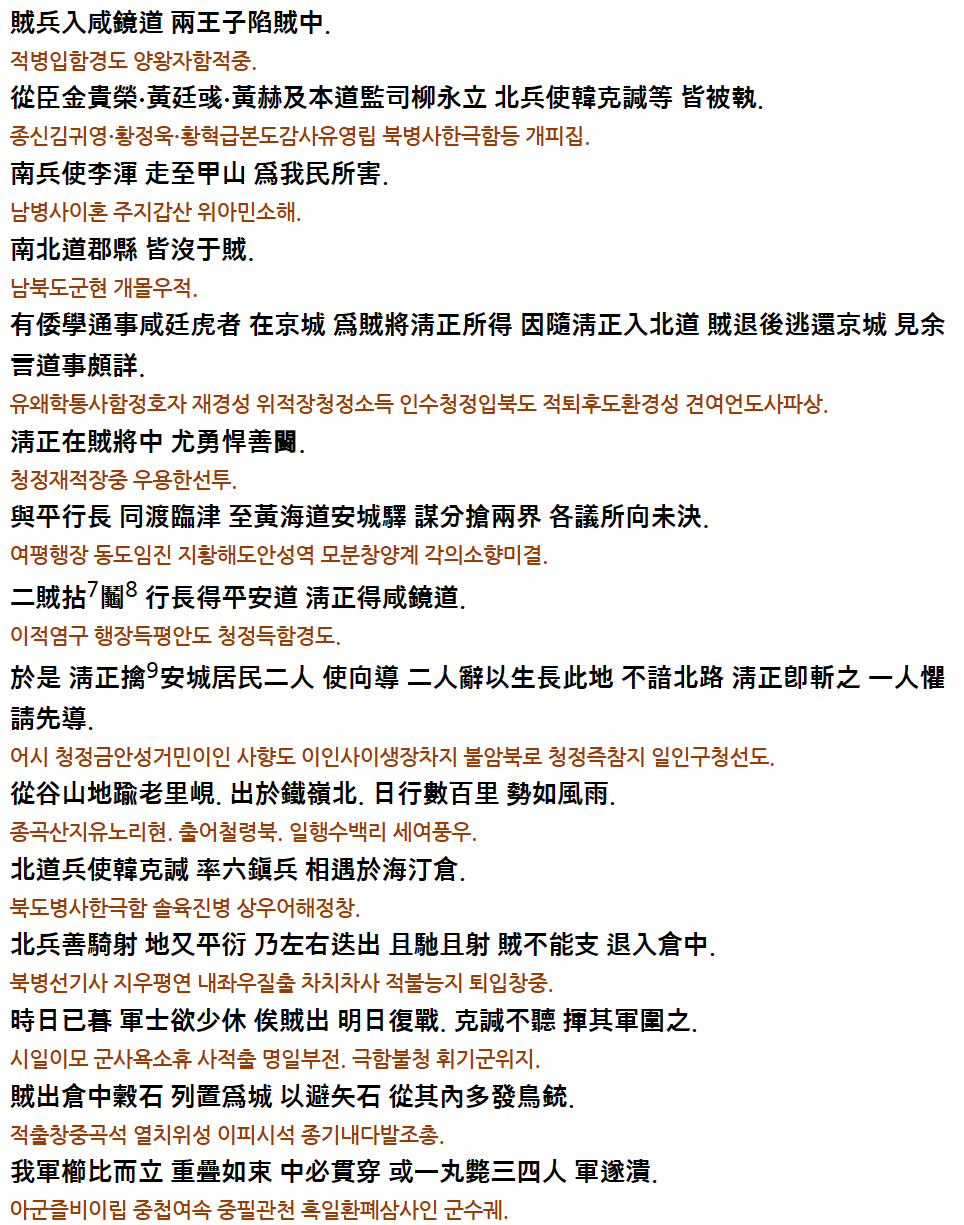 賊兵入咸鏡道 兩王子陷賊中.
적병입함경도 양왕자함적중.
從臣金貴榮·黃廷彧·黃赫及本道監司柳永立 北兵使韓克諴等 皆被執.
종신김귀영·황정욱·황혁급본도감사유영립 북병사한극함등 개피집.
南兵使李渾 走至甲山 爲我民所害.
남병사이혼 주지갑산 위아민소해.
南北道郡縣 皆沒于賊.
남북도군현 개몰우적.
有倭學通事咸廷虎者 在京城 爲賊將淸正所得 因隨淸正入北道 賊退後逃還京城 見余
言道事頗詳.
유왜학통사함정호자 재경성 위적장청정소득 인수청정입북도 적퇴후도환경성 견여언도사파상.
淸正在賊將中 尤勇悍善鬪.
청정재적장중 우용한선투.
與平行長 同渡臨津 至黃海道安城驛 謀分搶兩界 各議所向未決.
여평행장 동도임진 지황해도안성역 모분창양계 각의소향미결.
二賊拈7鬮8 行長得平安道 淸正得咸鏡道.
이적염구 행장득평안도 청정득함경도.
於是 淸正擒9安城居民二人 使向導 二人辭以生長此地 不諳北路 淸正卽斬之 一人懼
請先導.
어시 청정금안성거민이인 사향도 이인사이생장차지 불암북로 청정즉참지 일인구청선도.
從谷山地踰老里峴. 出於鐵嶺北. 日行數百里 勢如風雨.
종곡산지유노리현. 출어철령북. 일행수백리 세여풍우.
北道兵使韓克諴 率六鎭兵 相遇於海汀倉.
북도병사한극함 솔육진병 상우어해정창.
北兵善騎射 地又平衍 乃左右迭出 且馳且射 賊不能支 退入倉中.
북병선기사 지우평연 내좌우질출 차치차사 적불능지 퇴입창중.
時日已暮 軍士欲少休 俟賊出 明日復戰. 克諴不聽 揮其軍圍之.
시일이모 군사욕소휴 사적출 명일부전. 극함불청 휘기군위지.
賊出倉中穀石 列置爲城 以避矢石 從其內多發鳥銃.
적출창중곡석 열치위성 이피시석 종기내다발조총.
我軍櫛比而立 重疊如束 中必貫穿 或一丸斃三四人 軍遂潰.
아군즐비이립 중첩여속 중필관천 혹일환폐삼사인 군수궤.